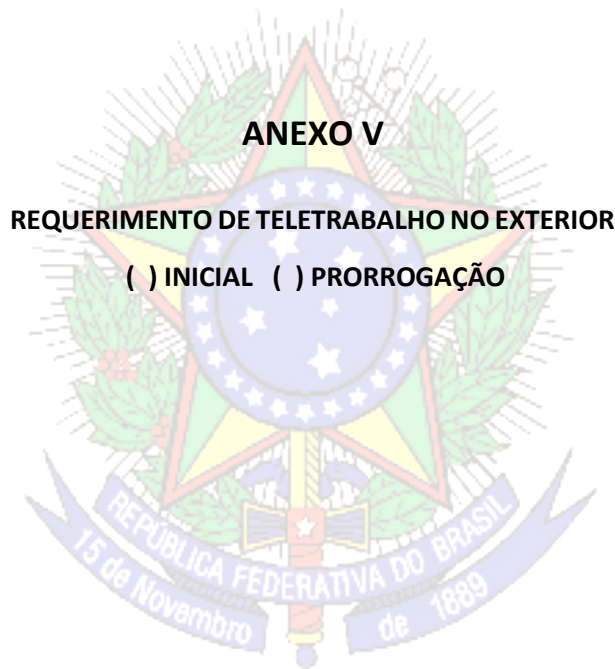 ANEXO V
REQUERIMENTO DE TELETRABALHO NO EXTERIOR
( ) INICIAL ( ) PRORROGAÇÃO
REPÚBLICA FEDERATIVA DO BRASIL
15 de Novembro de 1889